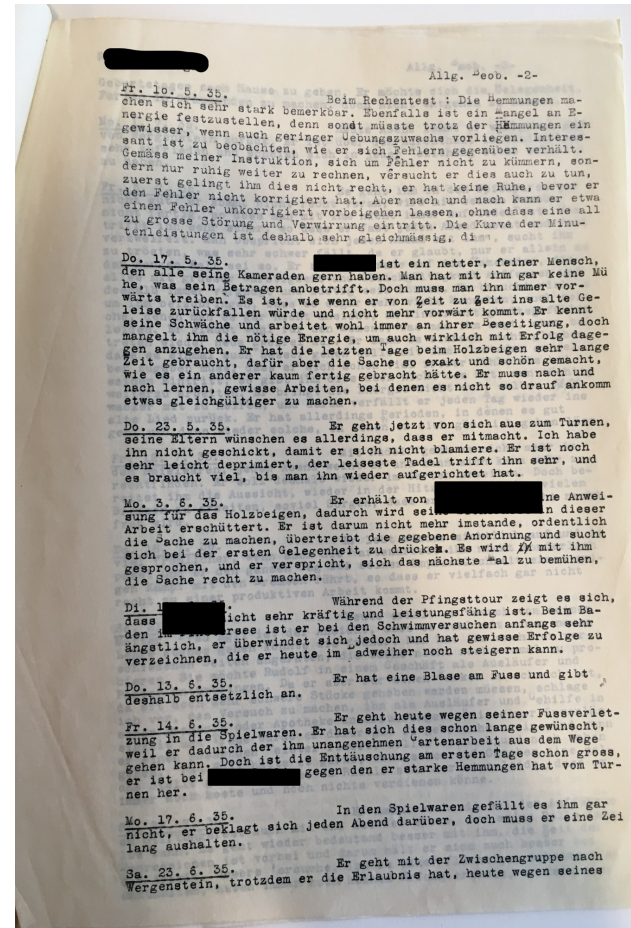 Allg. Beob. -2-
Fr. 10. 5. 35. Beim Rechentest : Die Hemmungen ma-
chen sich sehr stark bemerkbar. Ebenfalls ist ein Mangel an E-
nergie festzustellen, denn sonst müsste trotz der Hemmungen ein
gewisser, wenn auch geringer Uebungszuwachs vorliegen. Interes-
sant ist zu beobachten, wie er sich Fehlern gegenüber verhält.
Gemäss meiner Instruktion, sich um Fehler nicht zu kümmern, son-
dern nur ruhig weiter zu rechnen, versucht er dies auch zu tun,
zuerst gelingt ihm dies nicht recht, er hat keine Ruhe, bevor er
den Fehler nicht korrigiert hat. Aber nach und nach kann er etwa
einen Fehler unkorrigiert vorbeigehen lassen, ohne dass eine all
zu grosse Störung und Verwirrung eintritt. Die Kurve der Minu-
tenleistungen ist deshalb sehr gleichmässig, di
Do. 17. 5. 35. ist ein netter, feiner Mensch,
den alle seine Kameraden gern haben. Man hat mit ihm gar keine Mü
he, was sein Betragen anbetrifft. Doch muss man ihn immer vor-
wärts treiben. Es ist, wie wenn er von Zeit zu Zeit ins alte Ge-
leise zurückfallen würde und nicht mehr vorwärt kommt. Er kennt
seine Schwäche und arbeitet wohl immer an ihrer Beseitigung, doch
mangelt ihm die nötige Energie, um auch wirklich mit Erfolg dage-
gen anzugehen. Er hat die letzten Tage beim Holzbeigen sehr lange
Zeit gebraucht, dafür aber die Sache so exakt und schön gemacht,
wie es ein anderer kaum fertig gebracht hätte. Er muss nach und
nach lernen, gewisse Arbeiten, bei denen es nicht so drauf ankomm
etwas gleichgültiger zu machen.
Do. 23. 5. 35. Er geht jetzt von sich aus zum Turnen,
seine Eltern wünschen es allerdings, dass er mitmacht. Ich habe
ihn nicht geschickt, damit er sich nicht blamiere. Er ist noch
sehr leicht deprimiert, der leiseste Tadel trifft ihn sehr, und
es braucht viel, bis man ihn wieder aufgerichtet hat.
Mo. 3. 6. 35. Er erhält von ne Anwei-
sung für das Holzbeigen, dadurch wird sein n dieser
Arbeit erschüttert. Er ist darum nicht mehr imstande, ordentlich
die Sache zu machen, übertreibt die gegebene Anordnung und sucht
sich bei der ersten Gelegenheit zu drücken. Es wird mit ihm
gesprochen, und er verspricht, sich das nächste Mal zu bemühen,
die Sache recht zu machen.
Di. 1 Während der Pfingsttour zeigt es sich,
dass icht sehr kräftig und leistungsfähig ist. Beim Ba-
den im see ist er bei den Schwimmversuchen anfangs sehr
ängstlich, er überwindet sich jedoch und hat gewisse Erfolge zu
verzeichnen, die er heute im Badweiher noch steigern kann.
Do. 13. 6. 35. Er hat eine Blase am Fuss und gibt
deshalb entsetzlich an.
Fr. 14. 6. 35. Er geht heute wegen seiner Fussverlet-
zung in die Spielwaren. Er hat sich dies schon lange gewünscht,
weil er dadurch der ihm unangenehmen Gartenarbeit aus dem Wege
gehen kann. Doch ist die Enttäuschung am ersten Tage schon gross,
er ist bei gegen den er starke Hemmungen hat vom Tur-
nen her.
Mo. 17. 6. 35. In den Spielwaren gefällt es ihm gar
nicht, er beklagt sich jeden Abend darüber, doch muss er eine Zei
lang aushalten.
Sa. 23. 6. 35. Er geht mit der Zwischengruppe nach
Wergenstein, trotzdem er die Erlaubnis hat, heute wegen seines